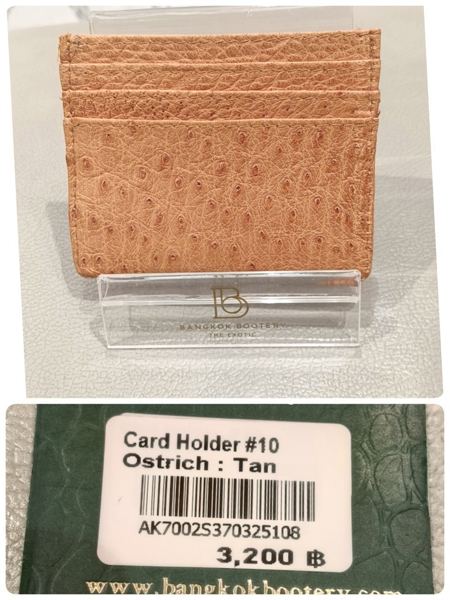 B
BANGKOK BOOTERY
THE EXOTIC
Card Holder #10
Ostrich : Tan
AK7002S370325108
3,200 ฿
www.bangkokbootery.com